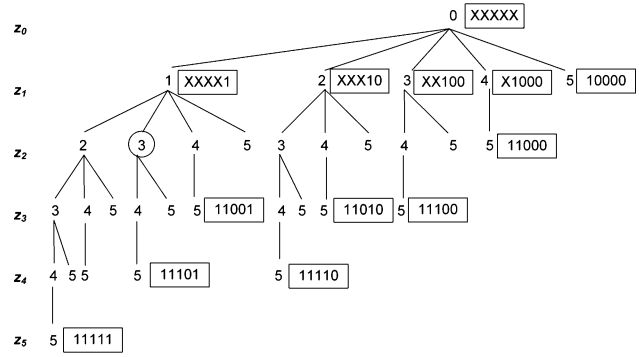 z0 0 XXXXX
z1 1 XXXX1 2 XXX10 3 XX100 4 X1000 5 10000
z2 2 3 4 5 3 4 5 4 5 5 11000
z3 3 4 5 4 5 5 11001 4 5 5 11010 5 11100
z4 4 5 5 5 11101 5 11110
z5 5 11111